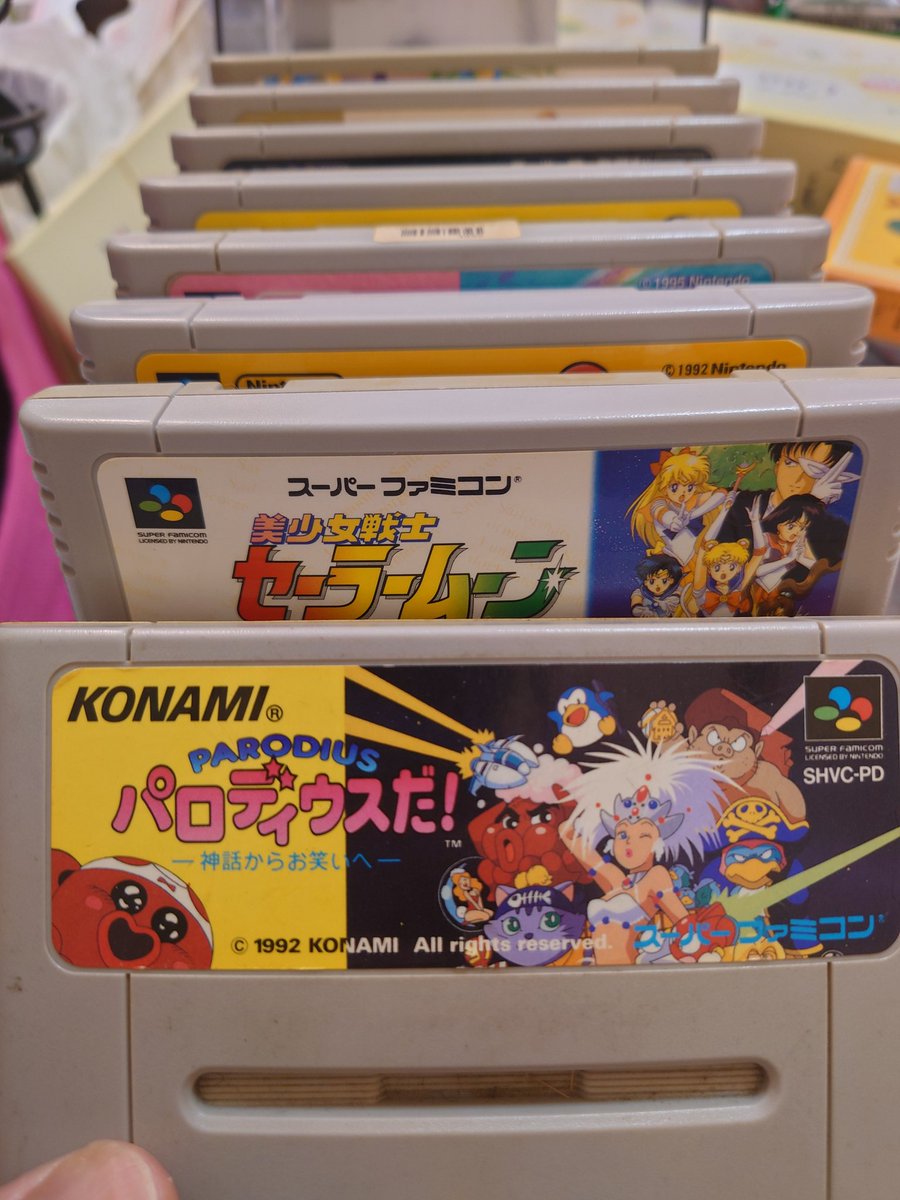 © 1995 Nintendo
© 1992 Nintendo
スーパーファミコン®
SUPER FAMICOM
LICENSED BY NINTENDO
美少女戦士
セーラームーン
KONAMI®
PARODIUS
パロディウスだ!
TM
―神話からお笑いへ―
SUPER FAMICOM
LICENSED BY NINTENDO
SHVC-PD
スーパーファミコン®
© 1992 KONAMI All rights reserved.